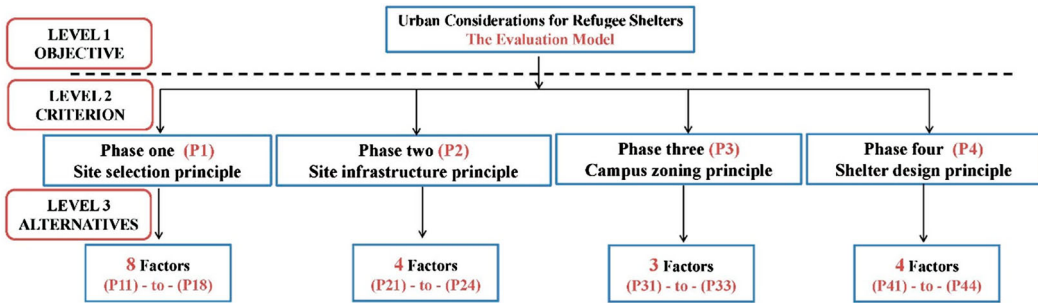 LEVEL 1
OBJECTIVE
Urban Considerations for Refugee Shelters
The Evaluation Model
LEVEL 2
CRITERION
Phase one (P1)
Site selection principle
Phase two (P2)
Site infrastructure principle
Phase three (P3)
Campus zoning principle
Phase four (P4)
Shelter design principle
LEVEL 3
ALTERNATIVES
8 Factors
(P11) - to - (P18)
4 Factors
(P21) - to - (P24)
3 Factors
(P31) - to - (P33)
4 Factors
(P41) - to - (P44)